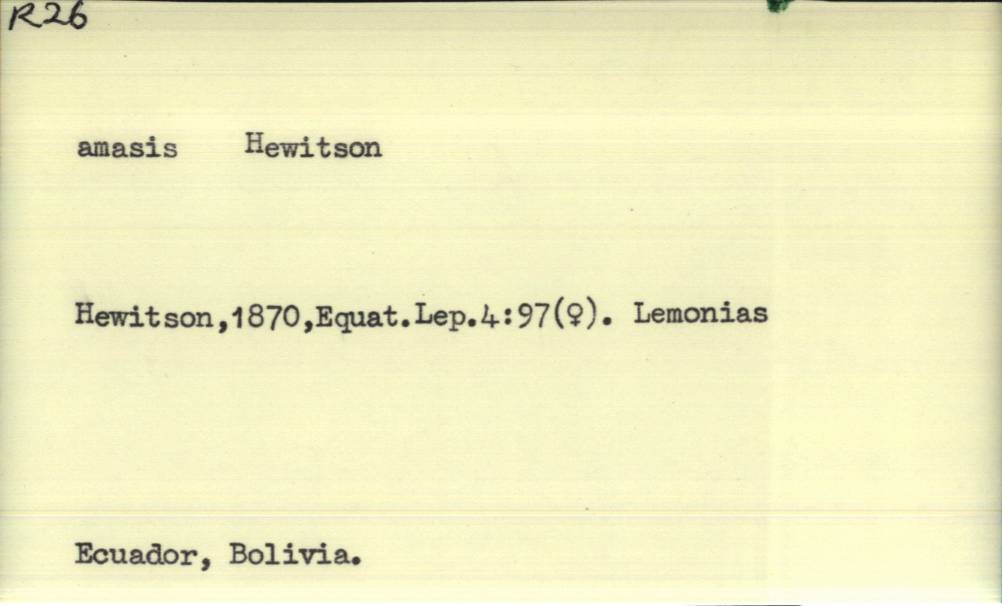 R26
amasis Hewitson
Hewitson,1870,Equat.Lep.4:97(♀). Lemonias
Ecuador, Bolivia.